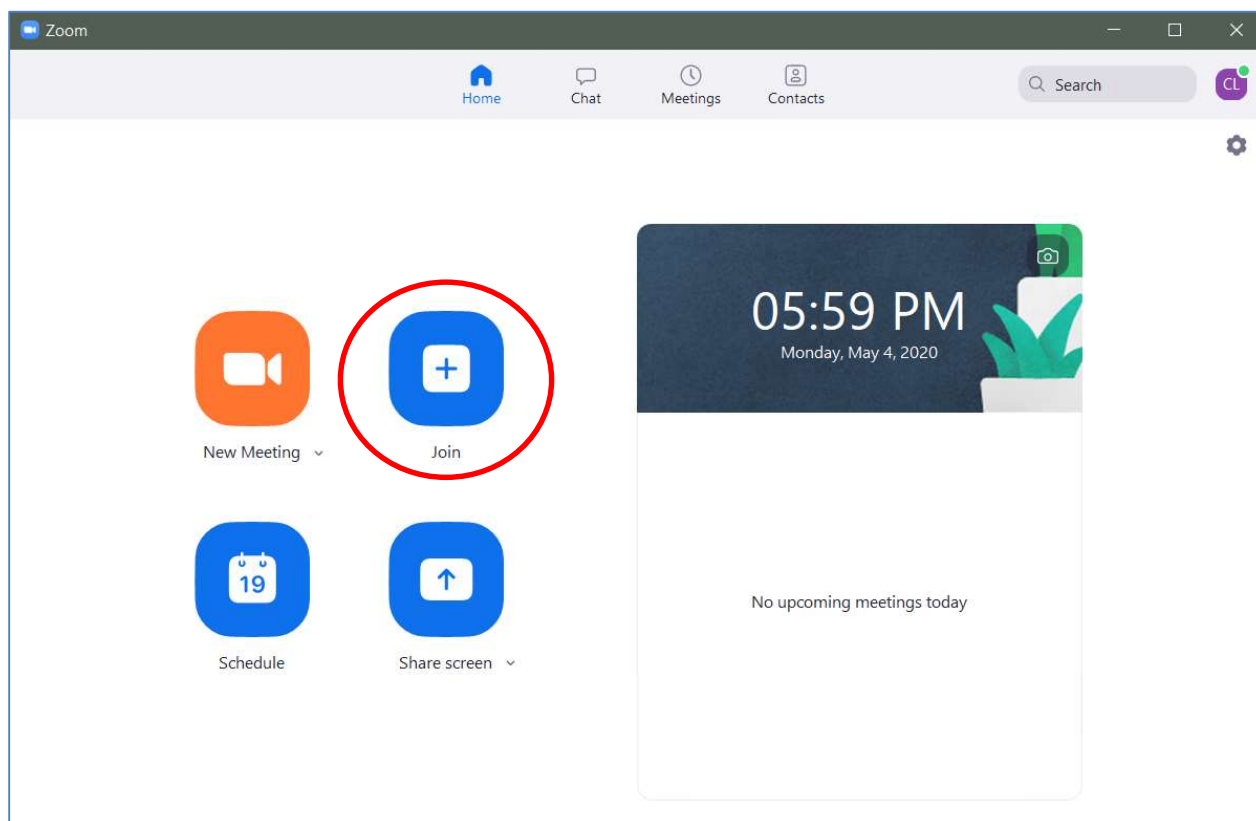 Zoom
Home
Chat
Meetings
Contacts
Search
CL
05:59 PM
Monday, May 4, 2020
New Meeting
Join
19
Schedule
Share screen
No upcoming meetings today